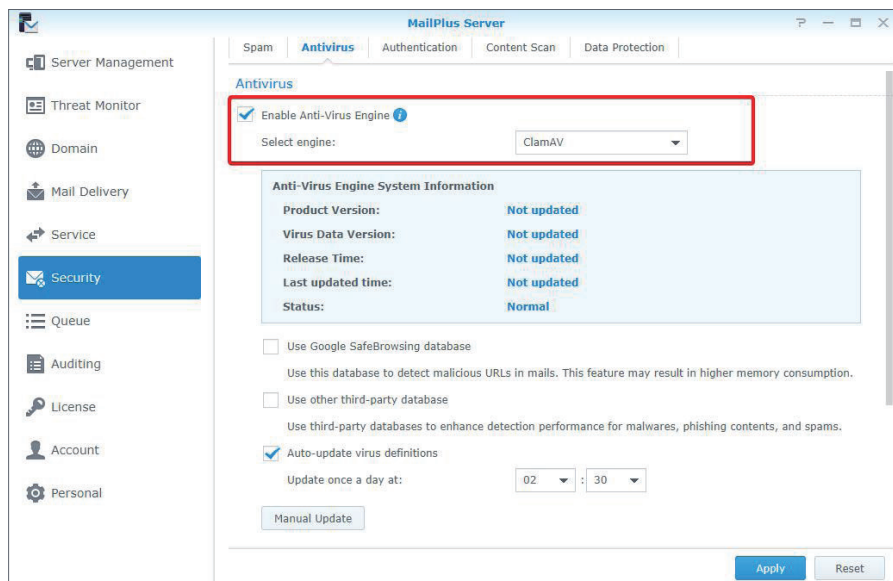 MailPlus Server
Server Management
Threat Monitor
Domain
Mail Delivery
Service
Security
Queue
Auditing
License
Account
Personal
Spam Antivirus Authentication Content Scan Data Protection
Antivirus
Enable Anti-Virus Engine
Select engine: ClamAV
Anti-Virus Engine System Information
Product Version: Not updated
Virus Data Version: Not updated
Release Time: Not updated
Last updated time: Not updated
Status: Normal
Use Google SafeBrowsing database
Use this database to detect malicious URLs in mails. This feature may result in higher memory consumption.
Use other third-party database
Use third-party databases to enhance detection performance for malwares, phishing contents, and spams.
Auto-update virus definitions
Update once a day at: 02 : 30
Manual Update
Apply Reset